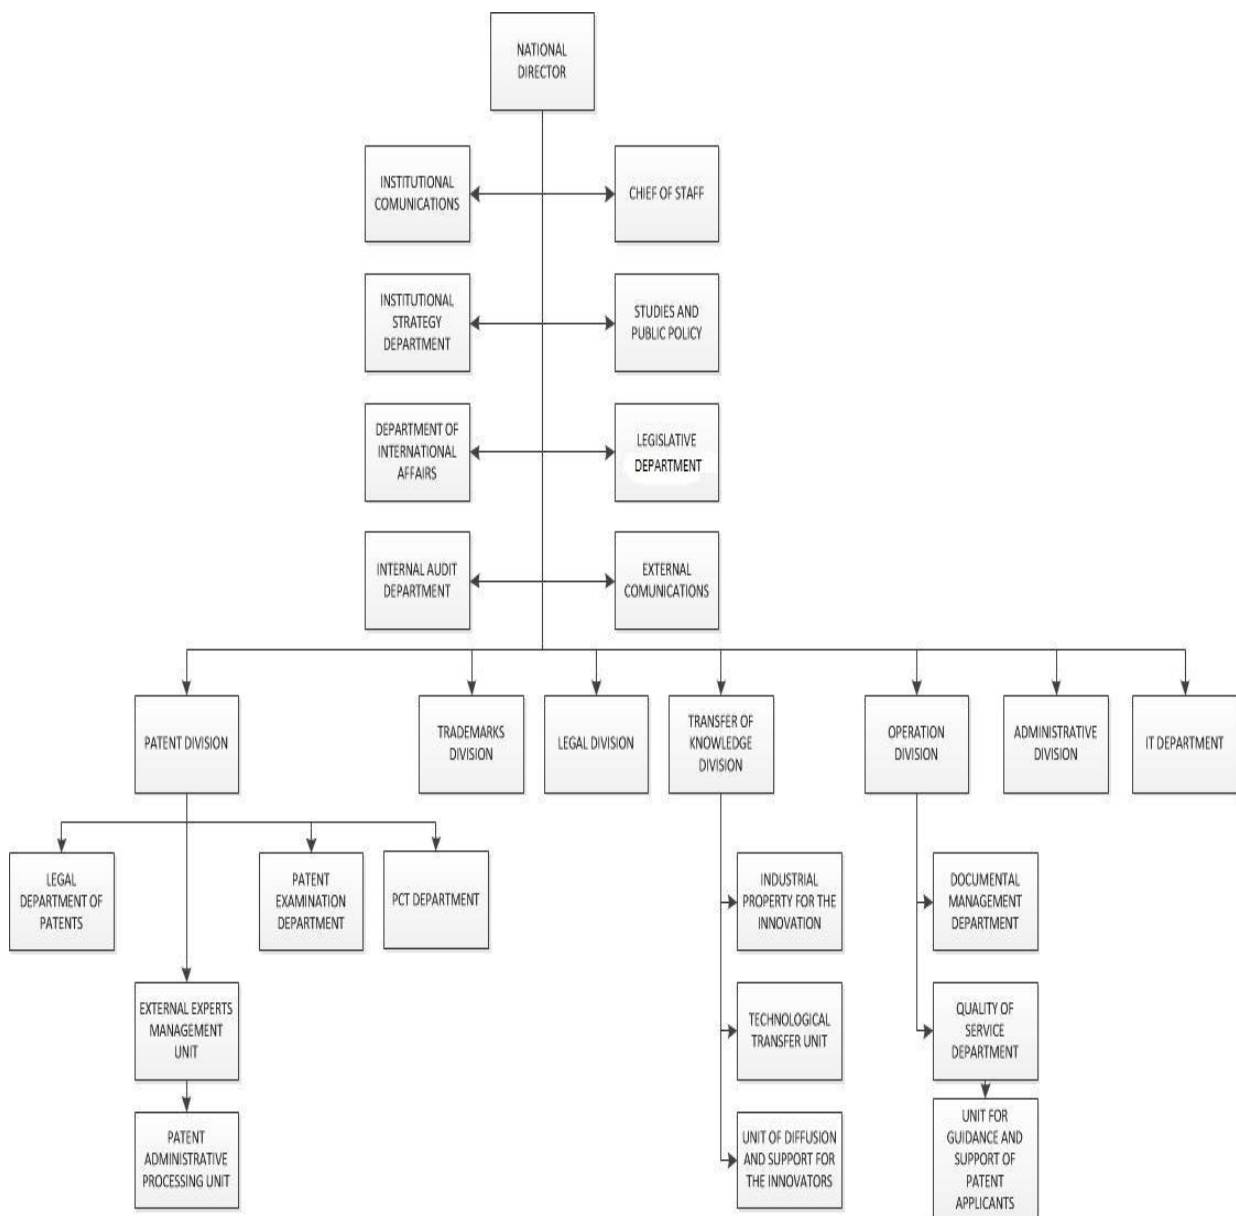 NATIONAL
DIRECTOR
INSTITUTIONAL
COMUNICATIONS
CHIEF OF STAFF
INSTITUTIONAL
STRATEGY
DEPARTMENT
STUDIES AND
PUBLIC POLICY
DEPARTMENT OF
INTERNATIONAL
AFFAIRS
LEGISLATIVE
DEPARTMENT
INTERNAL AUDIT
DEPARTMENT
EXTERNAL
COMUNICATIONS
PATENT DIVISION
TRADEMARKS
DIVISION
LEGAL DIVISION
TRANSFER OF
KNOWLEDGE
DIVISION
OPERATION
DIVISION
ADMINISTRATIVE
DIVISION
IT DEPARTMENT
LEGAL
DEPARTMENT OF
PATENTS
PATENT
EXAMINATION
DEPARTMENT
PCT DEPARTMENT
INDUSTRIAL
PROPERTY FOR THE
INNOVATION
DOCUMENTAL
MANAGEMENT
DEPARTMENT
EXTERNAL EXPERTS
MANAGEMENT
UNIT
TECHNOLOGICAL
TRANSFER UNIT
QUALITY OF
SERVICE
DEPARTMENT
PATENT
ADMINISTRATIVE
PROCESSING UNIT
UNIT OF DIFFUSION
AND SUPPORT FOR
THE INNOVATORS
UNIT FOR
GUIDANCE AND
SUPPORT OF
PATENT
APPLICANTS